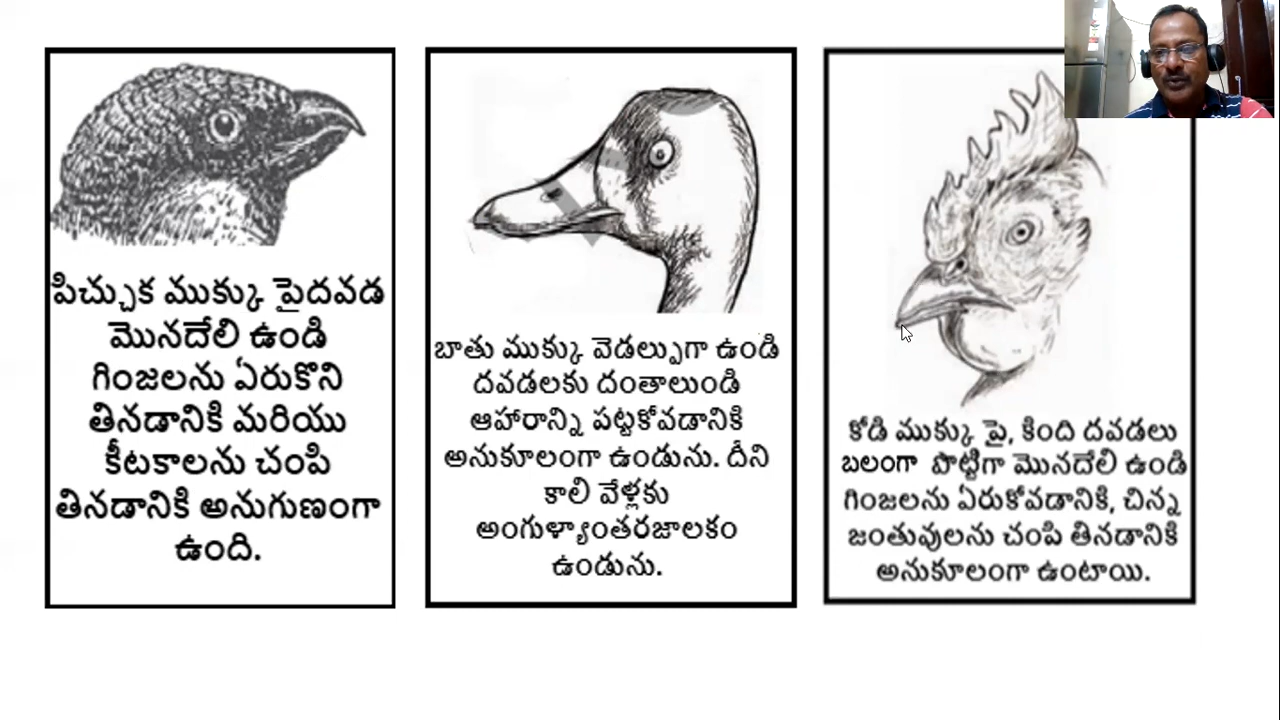 పిచ్చుక ముక్కు పైదవడ
మొనదేలి ఉండి
గింజలను ఏరుకొని
తినడానికి మరియు
కీటకాలను చంపి
తినడానికి అనుగుణంగా
ఉంది.
బాతు ముక్కు వెడల్పుగా ఉండి
దవడలకు దంతాలుండి
ఆహారాన్ని పట్టకోవడానికి
అనుకూలంగా ఉండును. దీని
కాలి వేళ్లకు
అంగుళ్యాంతరజాలకం
ఉండును.
కోడి ముక్కు పై, కింది దవడలు
బలంగా పొట్టిగా మొనదేలి ఉండి
గింజలను ఏరుకోవడానికి, చిన్న
జంతువులను చంపి తినడానికి
అనుకూలంగా ఉంటాయి.